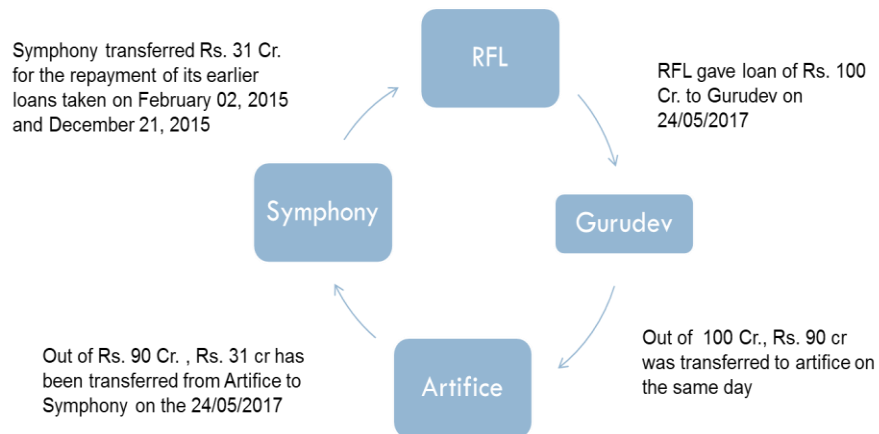 RFL
Symphony transferred Rs. 31 Cr.
for the repayment of its earlier
loans taken on February 02, 2015
and December 21, 2015
RFL gave loan of Rs. 100
Cr. to Gurudev on
24/05/2017
Symphony
Gurudev
Out of Rs. 90 Cr. , Rs. 31 cr has
been transferred from Artifice to
Symphony on the 24/05/2017
Artifice
Out of  100 Cr., Rs. 90 cr
was transferred to artifice on
the same day